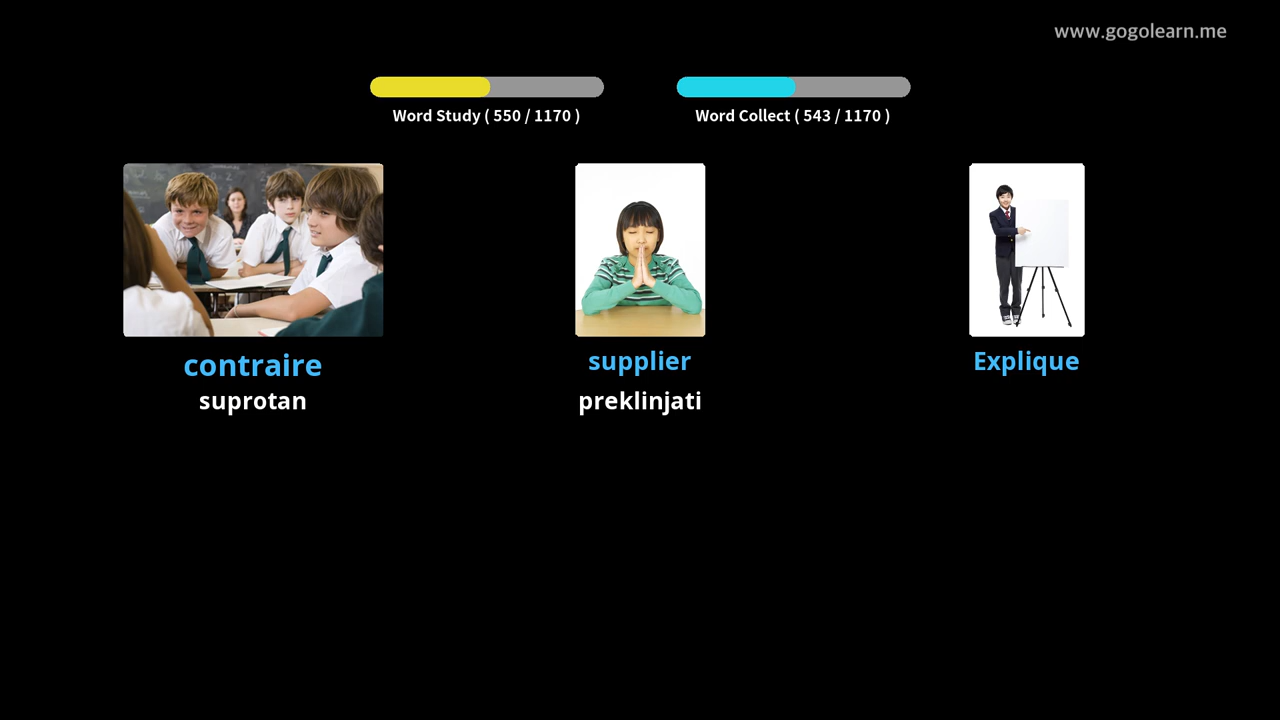 www.gogolearn.me
Word Study ( 550 / 1170 )
Word Collect ( 543 / 1170 )
contraire
suprotan
supplier
preklinjati
Explique